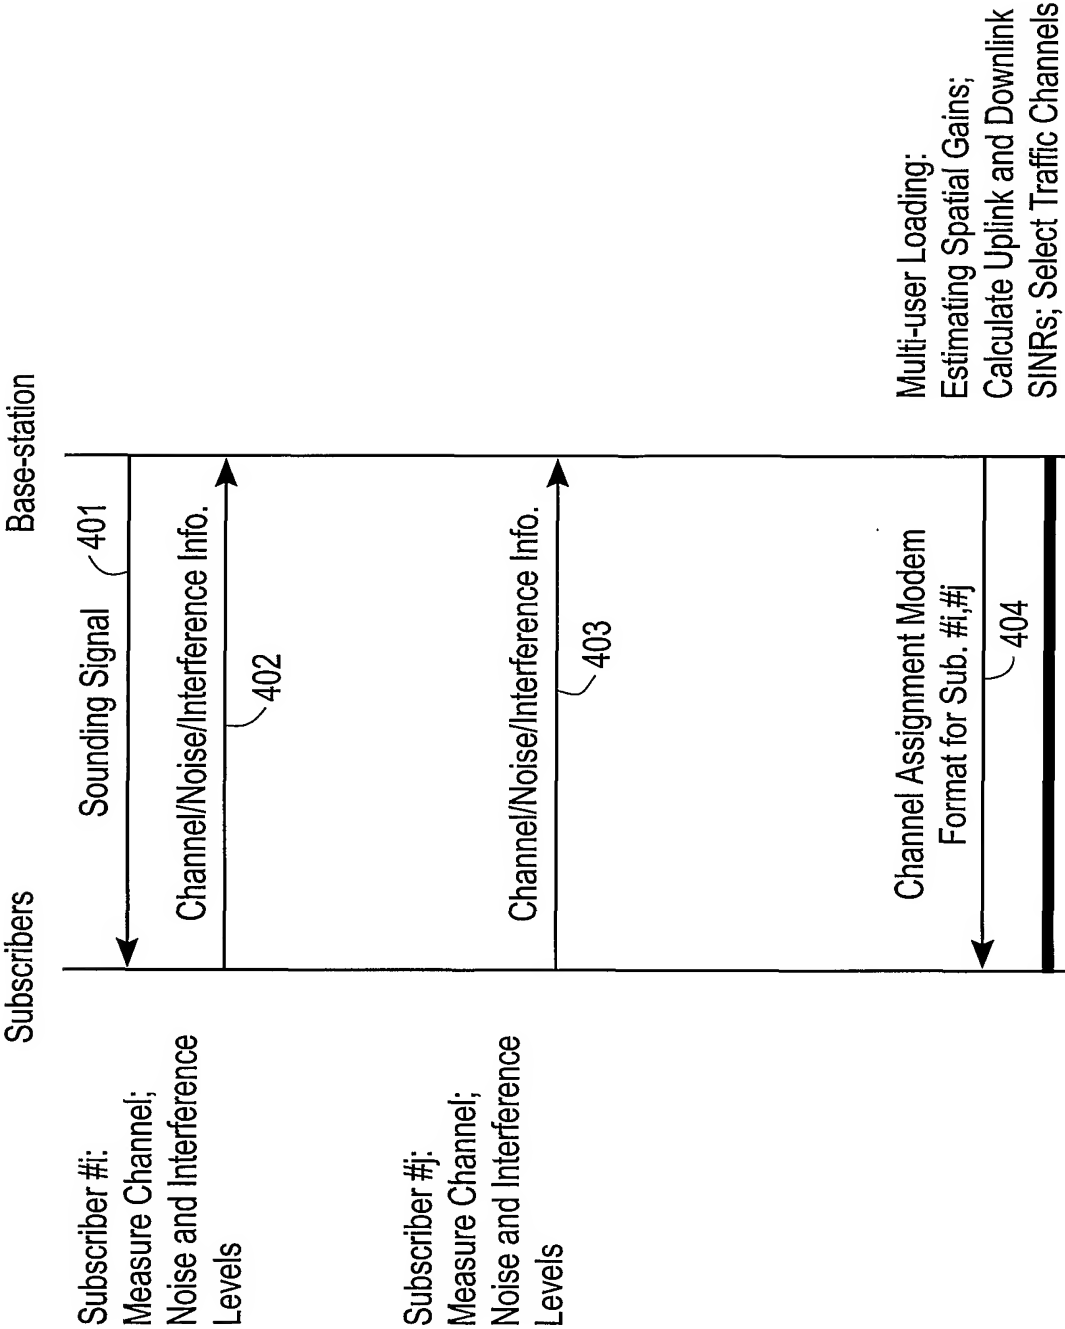 Subscribers
Base-station
Subscriber #i:
Measure Channel;
Noise and Interference
Levels
Sounding Signal
401
Channel/Noise/Interference Info.
402
Subscriber #j:
Measure Channel;
Noise and Interference
Levels
Channel/Noise/Interference Info.
403
Channel Assignment Modem
Format for Sub. #i,#j
404
Multi-user Loading:
Estimating Spatial Gains;
Calculate Uplink and Downlink
SINRs; Select Traffic Channels